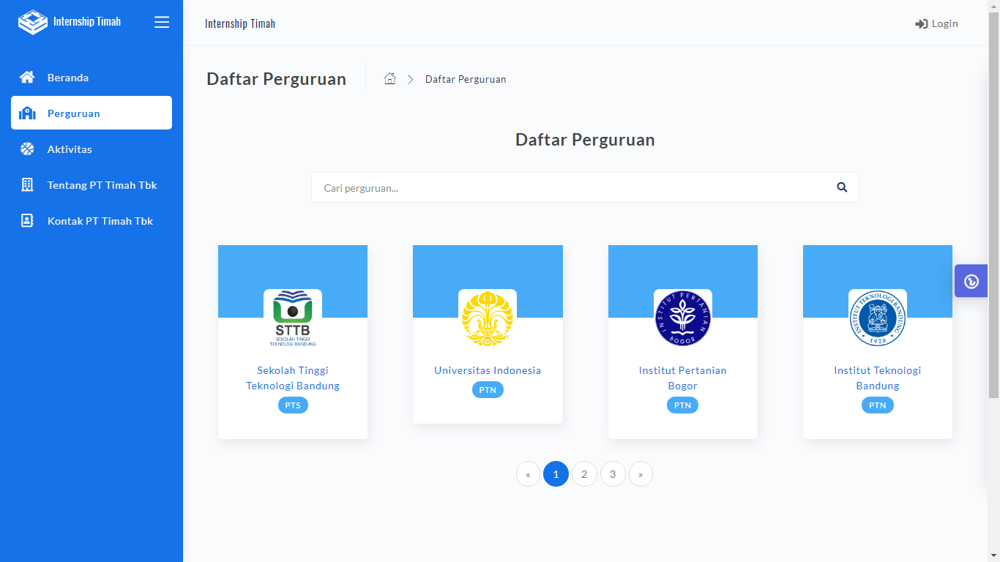 Internship Timah
Internship Timah
Login
Beranda
Perguruan
Aktivitas
Tentang PT Timah Tbk
Kontak PT Timah Tbk
Daftar Perguruan
Daftar Perguruan
Daftar Perguruan
Cari perguruan...
STTB
SEKOLAH TINGGI
TEKNOLOGI BANDUNG
Sekolah Tinggi
Teknologi Bandung
PTS
Universitas Indonesia
PTN
INSTITUT PERTANIAN
BOGOR
Institut Pertanian
Bogor
PTN
INSTITUT TEKNOLOGI BANDUNG
1920
Institut Teknologi
Bandung
PTN
« 1 2 3 »